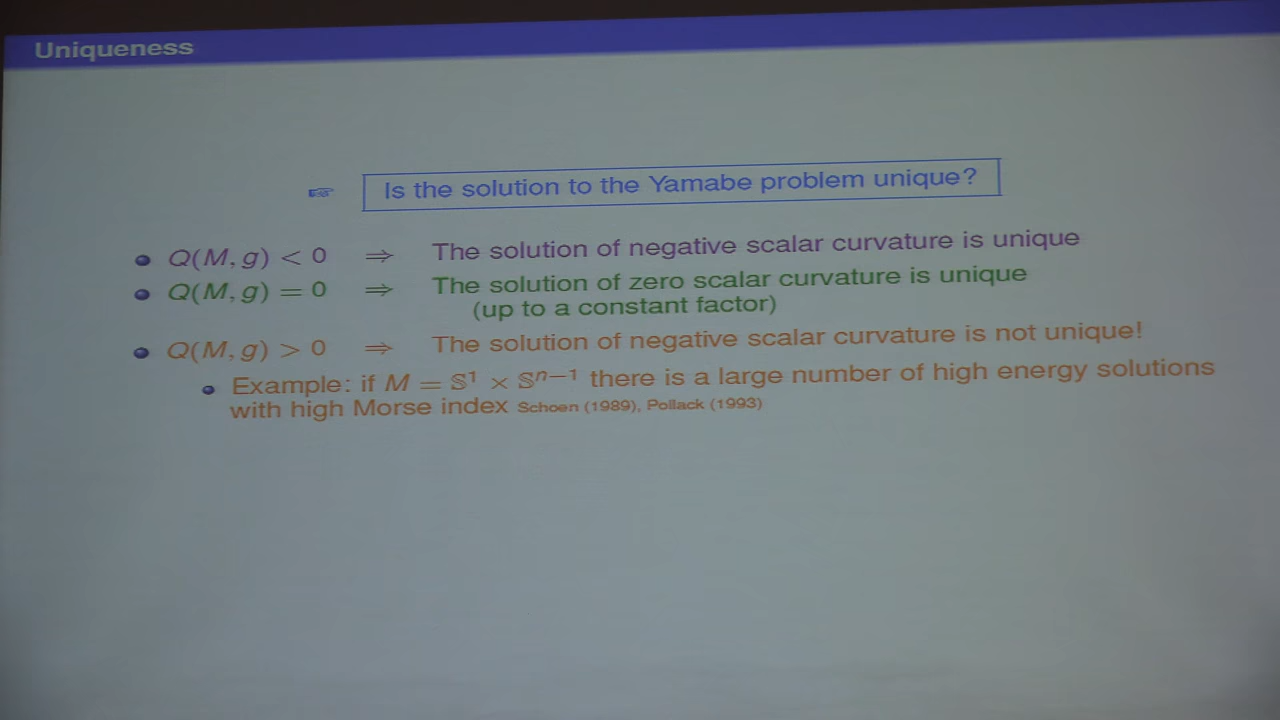 Uniqueness
☞ Is the solution to the Yamabe problem unique?
• Q(M, g) < 0 ⇒ The solution of negative scalar curvature is unique
• Q(M, g) = 0 ⇒ The solution of zero scalar curvature is unique
(up to a constant factor)
• Q(M, g) > 0 ⇒ The solution of negative scalar curvature is not unique!
• Example: if M = 𝕊¹ × 𝕊ⁿ⁻¹ there is a large number of high energy solutions
with high Morse index Schoen (1989), Pollack (1993)